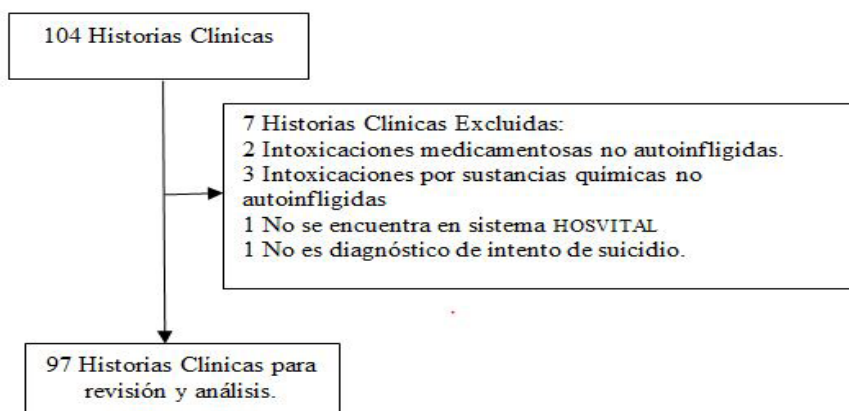 104 Historias Clínicas
7 Historias Clínicas Excluidas:
2 Intoxicaciones medicamentosas no autoinfligidas.
3 Intoxicaciones por sustancias químicas no
autoinfligidas
1 No se encuentra en sistema HOSVITAL
1 No es diagnóstico de intento de suicidio.
97 Historias Clínicas para
revisión y análisis.